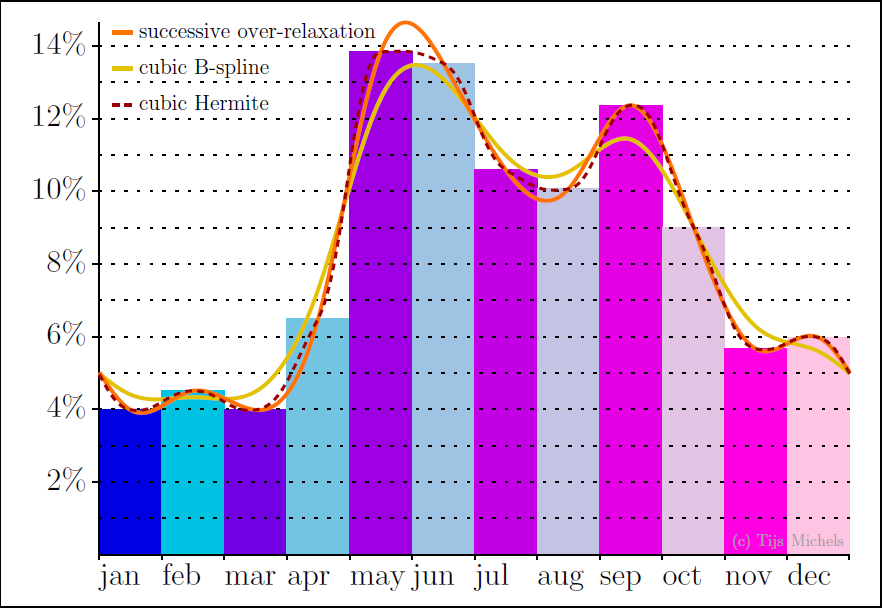 14%
successive over-relaxation
cubic B-spline
12%
cubic Hermite
10%
8%
6%
4%
2%
(c) Tijs Michels
jan feb mar apr may jun jul aug sep oct nov dec